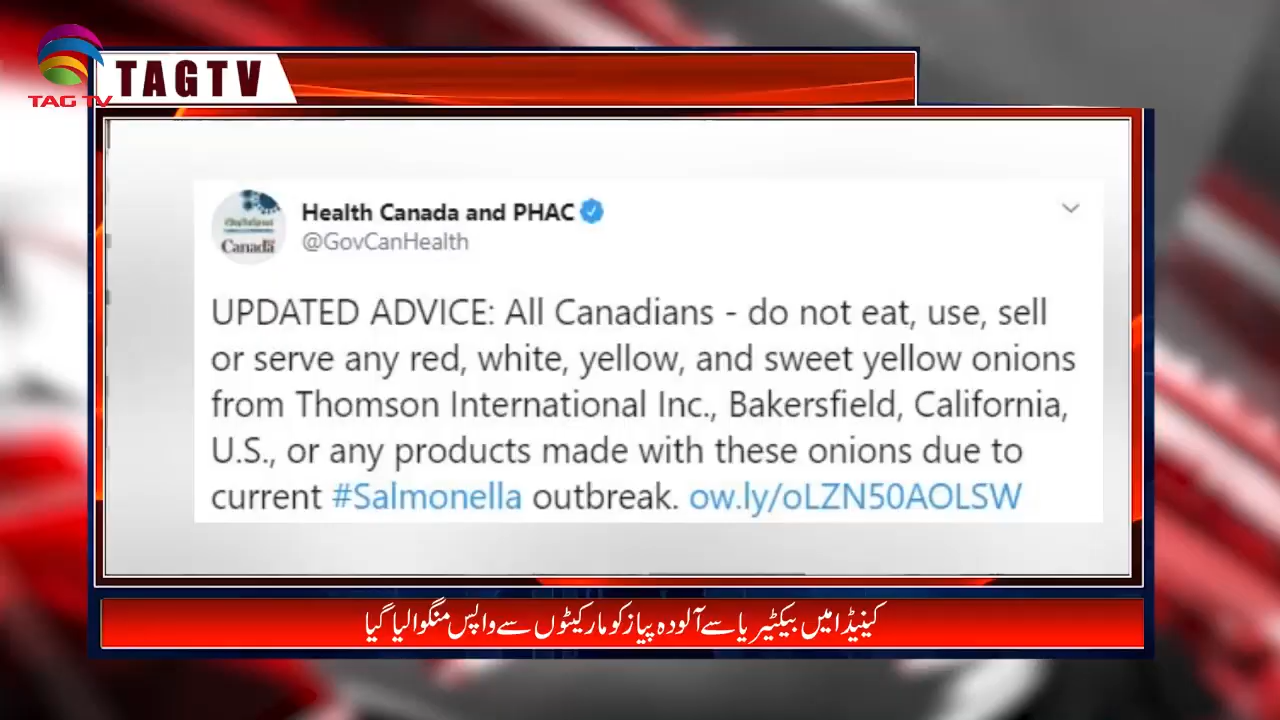 TAGTV
TAG TV
Health Canada and PHAC
@GovCanHealth
Canada
UPDATED ADVICE: All Canadians - do not eat, use, sell
or serve any red, white, yellow, and sweet yellow onions
from Thomson International Inc., Bakersfield, California,
U.S., or any products made with these onions due to
current #Salmonella outbreak. ow.ly/oLZN50AOLSW
کینیڈا میں بیکٹیریا سے آلودہ پیاز کو مارکیٹوں سے واپس منگوا لیا گیا